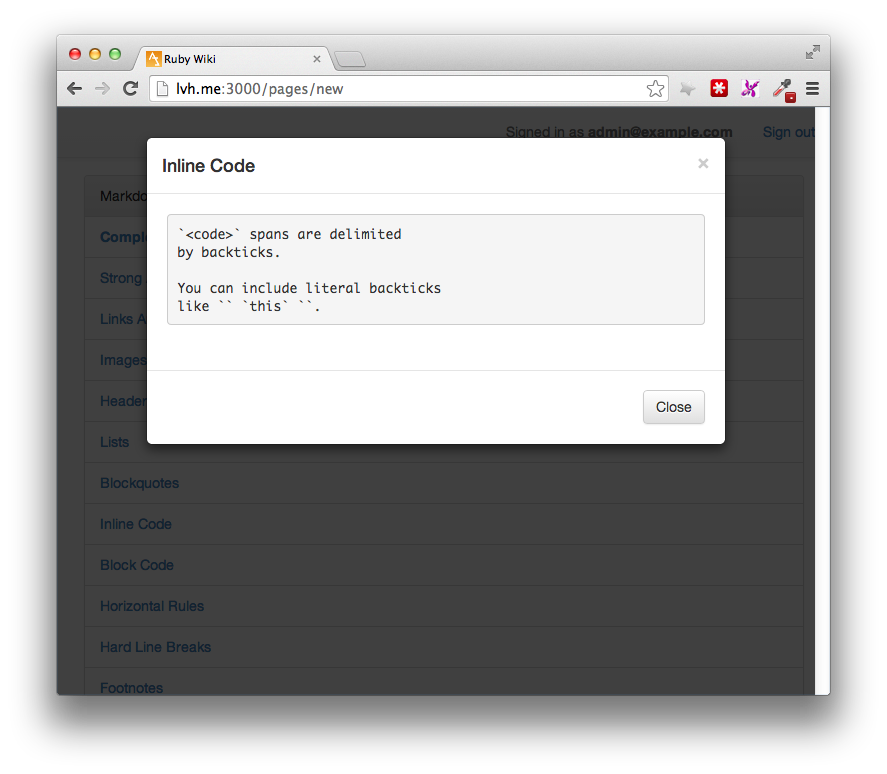 Ruby Wiki
lvh.me:3000/pages/new
Signed in as admin@example.com Sign out
Inline Code ×
`<code>` spans are delimited
by backticks.
You can include literal backticks
like `` `this` ``.
Close
Strong
Links A
Images
Header
Lists
Blockquotes
Inline Code
Block Code
Horizontal Rules
Hard Line Breaks
Footnotes